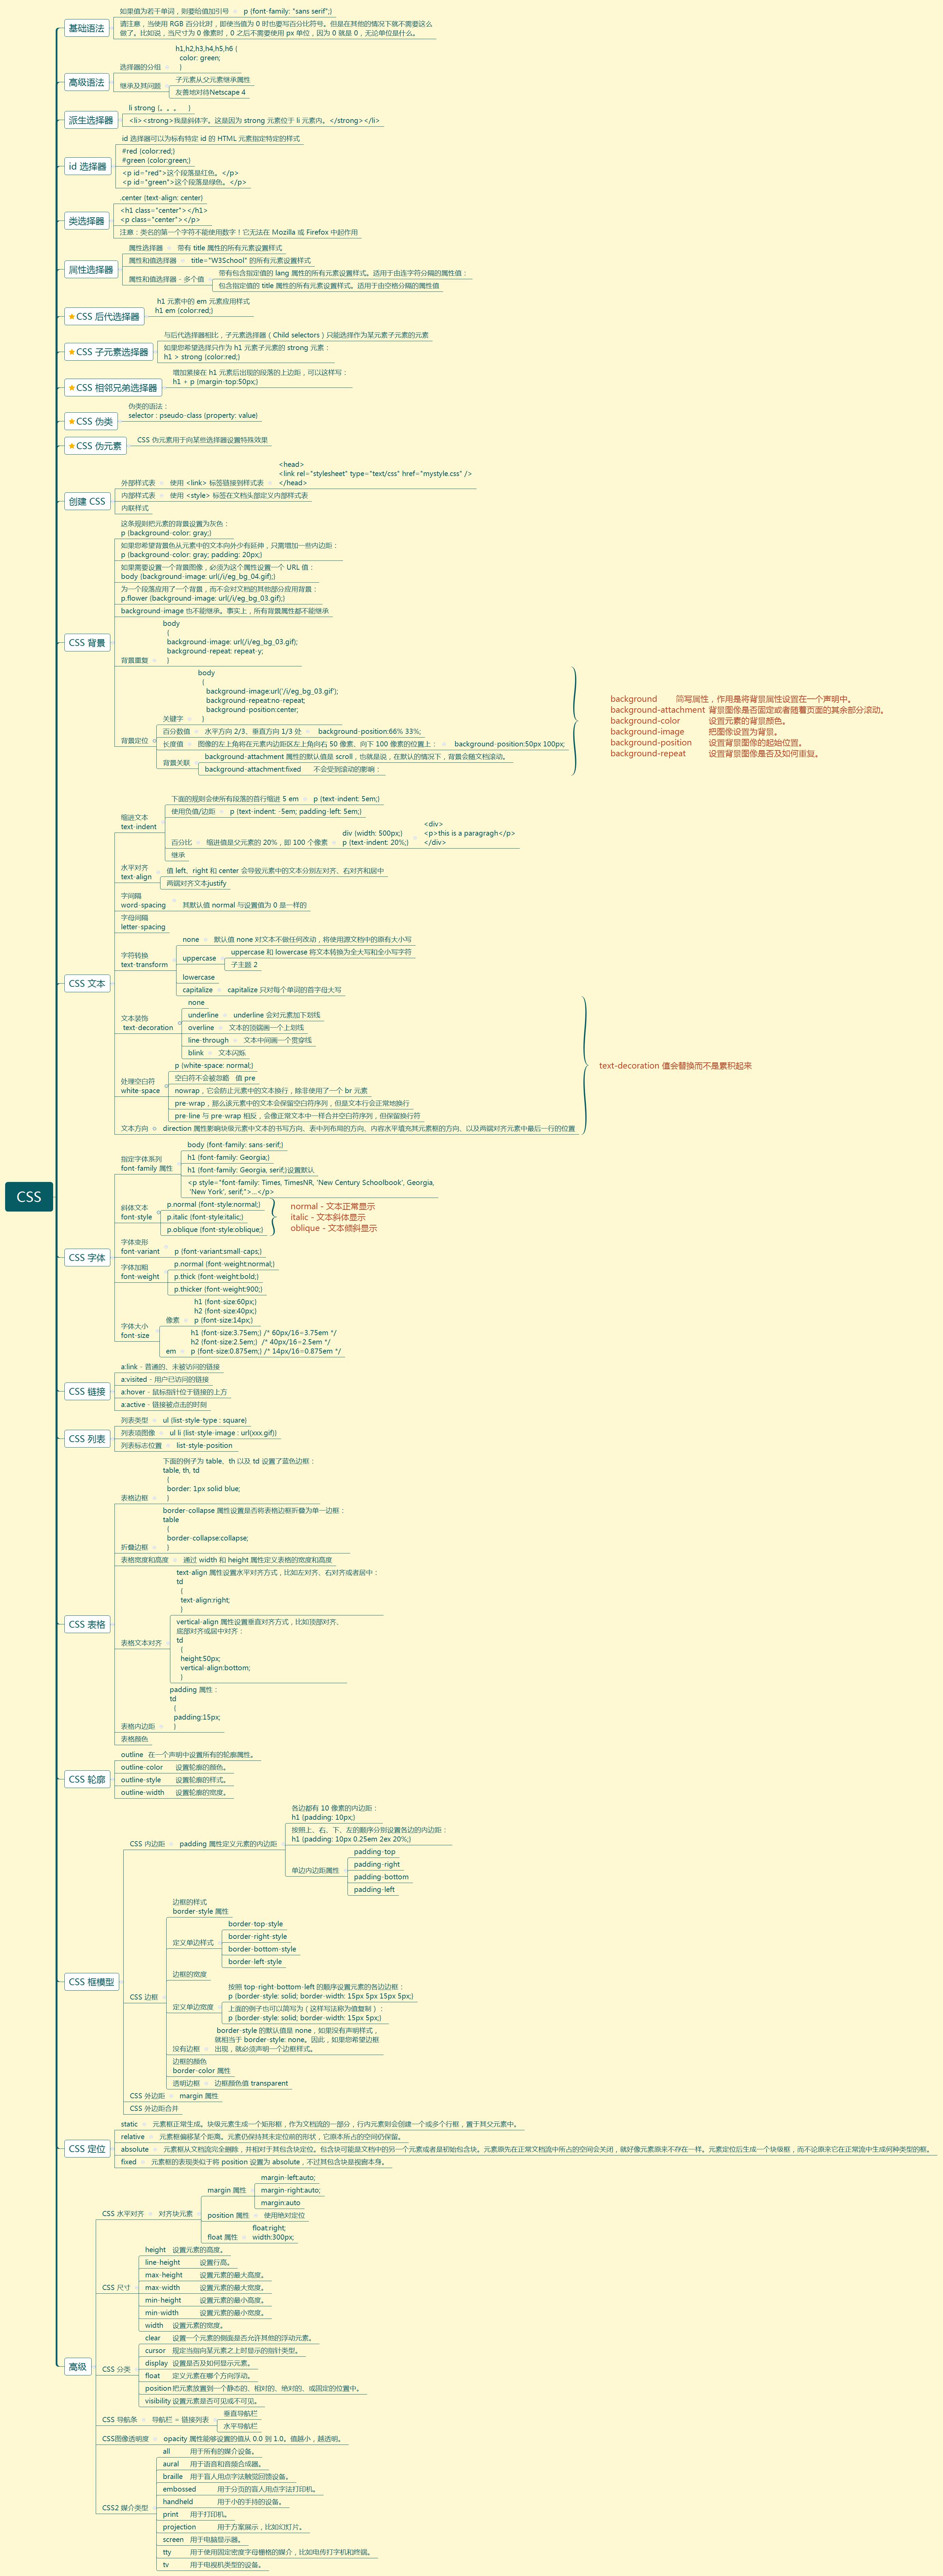 CSS
基础语法
如果值为若干单词，则要给值加引号
p {font-family: "sans serif";}
请注意，当使用 RGB 百分比时，即使当值为 0 时也要写百分比符号。但是在其他的情况下就不需要这么
做了。比如说，当尺寸为 0 像素时，0 之后不需要使用 px 单位，因为 0 就是 0，无论单位是什么。
高级语法
选择器的分组
h1,h2,h3,h4,h5,h6 {
color: green;
}
继承及其问题
子元素从父元素继承属性
友善地对待Netscape 4
派生选择器
li strong {。。。 }
<li><strong>我是斜体字。这是因为 strong 元素位于 li 元素内。</strong></li>
id 选择器
id 选择器可以为标有特定 id 的 HTML 元素指定特定的样式
#red {color:red;}
#green {color:green;}
<p id="red">这个段落是红色。</p>
<p id="green">这个段落是绿色。</p>
类选择器
.center {text-align: center}
<h1 class="center"></h1>
<p class="center"></p>
注意：类名的第一个字符不能使用数字！它无法在 Mozilla 或 Firefox 中起作用
属性选择器
属性选择器
带有 title 属性的所有元素设置样式
属性和值选择器
title="W3School" 的所有元素设置样式
属性和值选择器 - 多个值
带有包含指定值的 lang 属性的所有元素设置样式。适用于由连字符分隔的属性值：
包含指定值的 title 属性的所有元素设置样式。适用于由空格分隔的属性值
CSS 后代选择器
h1 元素中的 em 元素应用样式
h1 em {color:red;}
CSS 子元素选择器
与后代选择器相比，子元素选择器（Child selectors）只能选择作为某元素子元素的元素
如果您希望选择只作为 h1 元素子元素的 strong 元素：
h1 > strong {color:red;}
CSS 相邻兄弟选择器
增加紧接在 h1 元素后出现的段落的上边距，可以这样写：
h1 + p {margin-top:50px;}
CSS 伪类
伪类的语法：
selector : pseudo-class {property: value}
CSS 伪元素
CSS 伪元素用于向某些选择器设置特殊效果
创建 CSS
外部样式表
使用 <link> 标签链接到样式表
<head>
<link rel="stylesheet" type="text/css" href="mystyle.css" />
</head>
内部样式表
使用 <style> 标签在文档头部定义内部样式表
内联样式
CSS 背景
这条规则把元素的背景设置为灰色：
p {background-color: gray;}
如果您希望背景色从元素中的文本向外少有延伸，只需增加一些内边距：
p {background-color: gray; padding: 20px;}
如果需要设置一个背景图像，必须为这个属性设置一个 URL 值：
body {background-image: url(/i/eg_bg_04.gif);}
为一个段落应用了一个背景，而不会对文档的其他部分应用背景：
p.flower {background-image: url(/i/eg_bg_03.gif);}
background-image 也不能继承。事实上，所有背景属性都不能继承
背景重复
body
{
background-image: url(/i/eg_bg_03.gif);
background-repeat: repeat-y;
}
背景定位
关键字
body
{
background-image:url('/i/eg_bg_03.gif');
background-repeat:no-repeat;
background-position:center;
}
百分数值
水平方向 2/3、垂直方向 1/3 处
background-position:66% 33%;
长度值
图像的左上角将在元素内边距区左上角向右 50 像素、向下 100 像素的位置上：
background-position:50px 100px;
背景关联
background-attachment 属性的默认值是 scroll，也就是说，在默认的情况下，背景会随文档滚动。
background-attachment:fixed 不会受到滚动的影响：
background 简写属性，作用是将背景属性设置在一个声明中。
background-attachment 背景图像是否固定或者随着页面的其余部分滚动。
background-color 设置元素的背景颜色。
background-image 把图像设置为背景。
background-position 设置背景图像的起始位置。
background-repeat 设置背景图像是否及如何重复。
CSS 文本
缩进文本
text-indent
下面的规则会使所有段落的首行缩进 5 em
p {text-indent: 5em;}
使用负值/边距
p {text-indent: -5em; padding-left: 5em;}
百分比
缩进值是父元素的 20%，即 100 个像素
div {width: 500px;}
p {text-indent: 20%;}
<div>
<p>this is a paragragh</p>
</div>
继承
水平对齐
text-align
值 left、right 和 center 会导致元素中的文本分别左对齐、右对齐和居中
两端对齐文本justify
字间隔
word-spacing
其默认值 normal 与设置值为 0 是一样的
字母间隔
letter-spacing
字符转换
text-transform
none
默认值 none 对文本不做任何改动，将使用源文档中的原有大小写
uppercase
uppercase 和 lowercase 将文本转换为全大写和全小写字符
子主题 2
lowercase
capitalize
capitalize 只对每个单词的首字母大写
文本装饰
text-decoration
none
underline
underline 会对元素加下划线
overline
文本的顶端画一个上划线
line-through
文本中间画一个贯穿线
blink
文本闪烁
处理空白符
white-space
p {white-space: normal;}
空白符不会被忽略 值 pre
nowrap，它会防止元素中的文本换行，除非使用了一个 br 元素
pre-wrap，那么该元素中的文本会保留空白符序列，但是文本行会正常地换行
pre-line 与 pre-wrap 相反，会像正常文本中一样合并空白符序列，但保留换行符
文本方向
direction 属性影响块级元素中文本的书写方向、表中列布局的方向、内容水平填充其元素框的方向、以及两端对齐元素中最后一行的位置
text-decoration 值会替换而不是累积起来
CSS 字体
指定字体系列
font-family 属性
body {font-family: sans-serif;}
h1 {font-family: Georgia;}
h1 {font-family: Georgia, serif;}设置默认
<p style="font-family: Times, TimesNR, 'New Century Schoolbook', Georgia,
'New York', serif;">...</p>
斜体文本
font-style
p.normal {font-style:normal;}
p.italic {font-style:italic;}
p.oblique {font-style:oblique;}
normal - 文本正常显示
italic - 文本斜体显示
oblique - 文本倾斜显示
字体变形
font-variant
p {font-variant:small-caps;}
字体加粗
font-weight
p.normal {font-weight:normal;}
p.thick {font-weight:bold;}
p.thicker {font-weight:900;}
字体大小
font-size
像素
h1 {font-size:60px;}
h2 {font-size:40px;}
p {font-size:14px;}
em
h1 {font-size:3.75em;} /* 60px/16=3.75em */
h2 {font-size:2.5em;} /* 40px/16=2.5em */
p {font-size:0.875em;} /* 14px/16=0.875em */
CSS 链接
a:link - 普通的、未被访问的链接
a:visited - 用户已访问的链接
a:hover - 鼠标指针位于链接的上方
a:active - 链接被点击的时刻
CSS 列表
列表类型
ul {list-style-type : square}
列表项图像
ul li {list-style-image : url(xxx.gif)}
列表标志位置
list-style-position
CSS 表格
表格边框
下面的例子为 table、th 以及 td 设置了蓝色边框：
table, th, td
{
border: 1px solid blue;
}
折叠边框
border-collapse 属性设置是否将表格边框折叠为单一边框：
table
{
border-collapse:collapse;
}
表格宽度和高度
通过 width 和 height 属性定义表格的宽度和高度
表格文本对齐
text-align 属性设置水平对齐方式，比如左对齐、右对齐或者居中：
td
{
text-align:right;
}
vertical-align 属性设置垂直对齐方式，比如顶部对齐、
底部对齐或居中对齐：
td
{
height:50px;
vertical-align:bottom;
}
表格内边距
padding 属性：
td
{
padding:15px;
}
表格颜色
CSS 轮廓
outline 在一个声明中设置所有的轮廓属性。
outline-color 设置轮廓的颜色。
outline-style 设置轮廓的样式。
outline-width 设置轮廓的宽度。
CSS 框模型
CSS 内边距
padding 属性定义元素的内边距
各边都有 10 像素的内边距：
h1 {padding: 10px;}
按照上、右、下、左的顺序分别设置各边的内边距：
h1 {padding: 10px 0.25em 2ex 20%;}
单边内边距属性
padding-top
padding-right
padding-bottom
padding-left
CSS 边框
边框的样式
border-style 属性
定义单边样式
border-top-style
border-right-style
border-bottom-style
border-left-style
边框的宽度
定义单边宽度
按照 top-right-bottom-left 的顺序设置元素的各边边框：
p {border-style: solid; border-width: 15px 5px 15px 5px;}
上面的例子也可以简写为（这样写法称为值复制）：
p {border-style: solid; border-width: 15px 5px;}
没有边框
border-style 的默认值是 none，如果没有声明样式，
就相当于 border-style: none。因此，如果您希望边框
出现，就必须声明一个边框样式。
边框的颜色
border-color 属性
透明边框
边框颜色值 transparent
CSS 外边距
margin 属性
CSS 外边距合并
CSS 定位
static
元素框正常生成。块级元素生成一个矩形框，作为文档流的一部分，行内元素则会创建一个或多个行框，置于其父元素中。
relative
元素框偏移某个距离。元素仍保持其未定位前的形状，它原本所占的空间仍保留。
absolute
元素框从文档流完全删除，并相对于其包含块定位。包含块可能是文档中的另一个元素或者是初始包含块。元素原先在正常文档流中所占的空间会关闭，就好像元素原来不存在一样。元素定位后生成一个块级框，而不论原来它在正常流中生成何种类型的框。
fixed
元素框的表现类似于将 position 设置为 absolute，不过其包含块是视窗本身。
高级
CSS 水平对齐
对齐块元素
margin 属性
margin-left:auto;
margin-right:auto;
margin:auto
position 属性
使用绝对定位
float 属性
float:right;
width:300px;
CSS 尺寸
height 设置元素的高度。
line-height 设置行高。
max-height 设置元素的最大高度。
max-width 设置元素的最大宽度。
min-height 设置元素的最小高度。
min-width 设置元素的最小宽度。
width 设置元素的宽度。
CSS 分类
clear 设置一个元素的侧面是否允许其他的浮动元素。
cursor 规定当指向某元素之上时显示的指针类型。
display 设置是否及如何显示元素。
float 定义元素在哪个方向浮动。
position 把元素放置到一个静态的、相对的、绝对的、或固定的位置中。
visibility 设置元素是否可见或不可见。
CSS 导航条
导航栏 = 链接列表
垂直导航栏
水平导航栏
CSS图像透明度
opacity 属性能够设置的值从 0.0 到 1.0。值越小，越透明。
CSS2 媒介类型
all 用于所有的媒介设备。
aural 用于语音和音频合成器。
braille 用于盲人用点字法触觉回馈设备。
embossed 用于分页的盲人用点字法打印机。
handheld 用于小的手持的设备。
print 用于打印机。
projection 用于方案展示，比如幻灯片。
screen 用于电脑显示器。
tty 用于使用固定密度字母栅格的媒介，比如电传打字机和终端。
tv 用于电视机类型的设备。